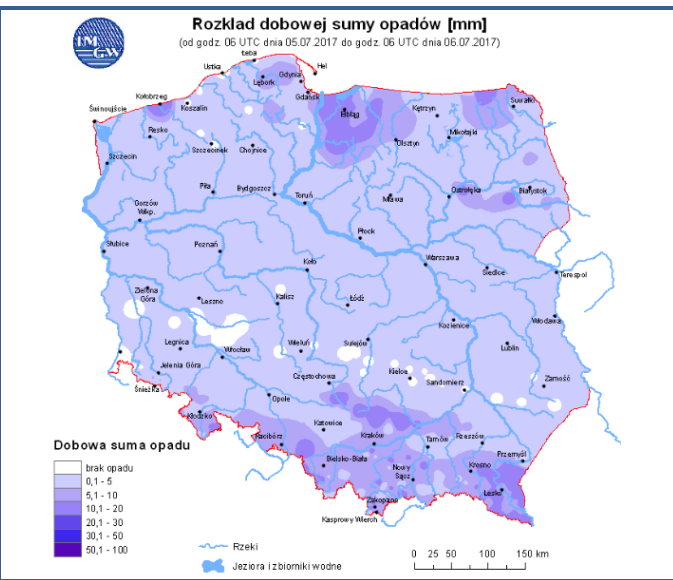 Rozkład dobowej sumy opadów [mm]
(od godz. 06 UTC dnia 05.07.2017 do godz. 06 UTC dnia 06.07.2017)
IM
GW
Łeba
Ustka
Hel
Lębork
Gdynia
Gdańsk
Kołobrzeg
Koszalin
Świnoujście
Resko
Elbląg
Kętrzyn
Suwałki
Szczecinek
Chojnice
Olsztyn
Mikołajki
Szczecin
Piła
Bydgoszcz
Toruń
Mława
Ostrołęka
Białystok
Gorzów
Wlkp.
Płock
Słubice
Poznań
Koło
Warszawa
Siedlce
Terespol
Zielona
Góra
Leszno
Kalisz
Łódź
Kozienice
Włodawa
Legnica
Wrocław
Wieluń
Sulejów
Lublin
Jelenia Góra
Śnieżka
Częstochowa
Kielce
Sandomierz
Zamość
Opole
Kłodzko
Katowice
Racibórz
Kraków
Tarnów
Rzeszów
Przemyśl
Bielsko-Biała
Nowy
Sącz
Krosno
Lesko
Zakopane
Kasprowy Wierch
Dobowa suma opadu
brak opadu
0,1 - 5
5,1 - 10
10,1 - 20
20,1 - 30
30,1 - 50
50,1 - 100
Rzeki
Jeziora i zbiorniki wodne
0 25 50 100 150 km